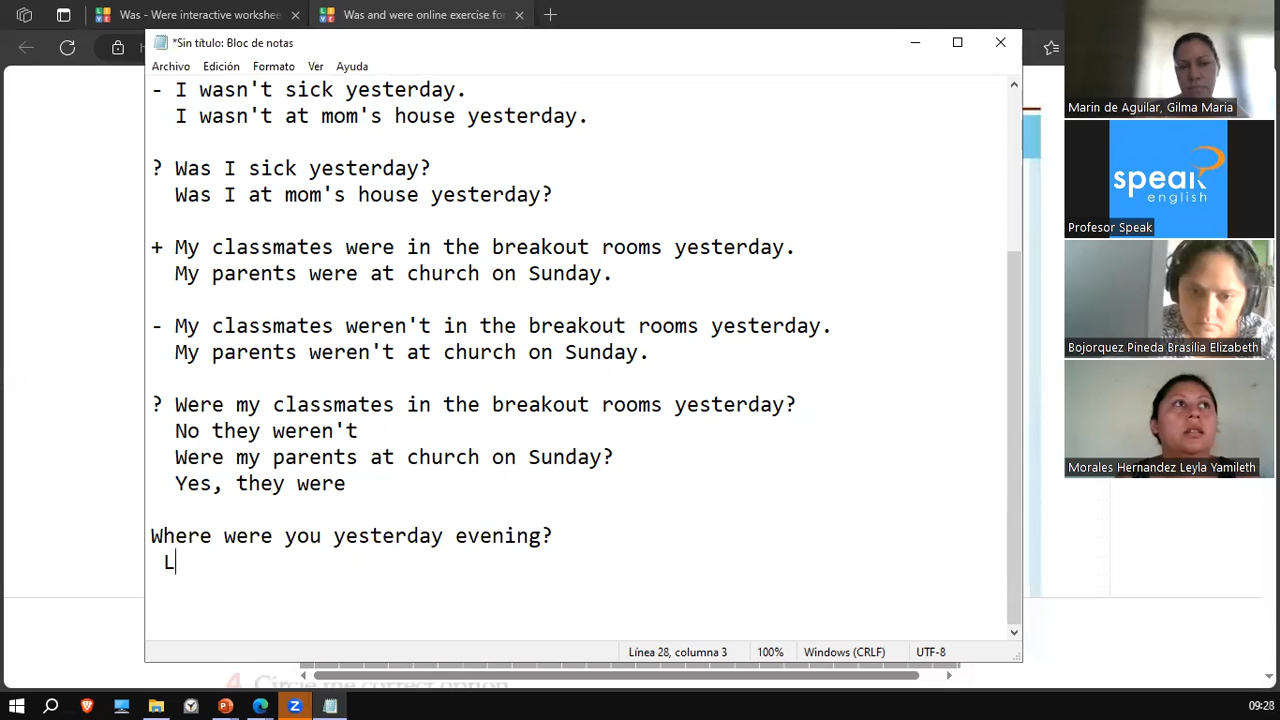 Was - Were interactive workshee
Was and were online exercise for
*Sin título: Bloc de notas
Archivo Edición Formato Ver Ayuda
- I wasn't sick yesterday.
I wasn't at mom's house yesterday.
? Was I sick yesterday?
Was I at mom's house yesterday?
+ My classmates were in the breakout rooms yesterday.
My parents were at church on Sunday.
- My classmates weren't in the breakout rooms yesterday.
My parents weren't at church on Sunday.
? Were my classmates in the breakout rooms yesterday?
No they weren't
Were my parents at church on Sunday?
Yes, they were
Where were you yesterday evening?
L
Línea 28, columna 3 100% Windows (CRLF) UTF-8
4 Circle the correct option
09:28
Marin de Aguilar, Gilma Maria
speak
english
Profesor Speak
Bojorquez Pineda Brasilia Elizabeth
Morales Hernandez Leyla Yamileth